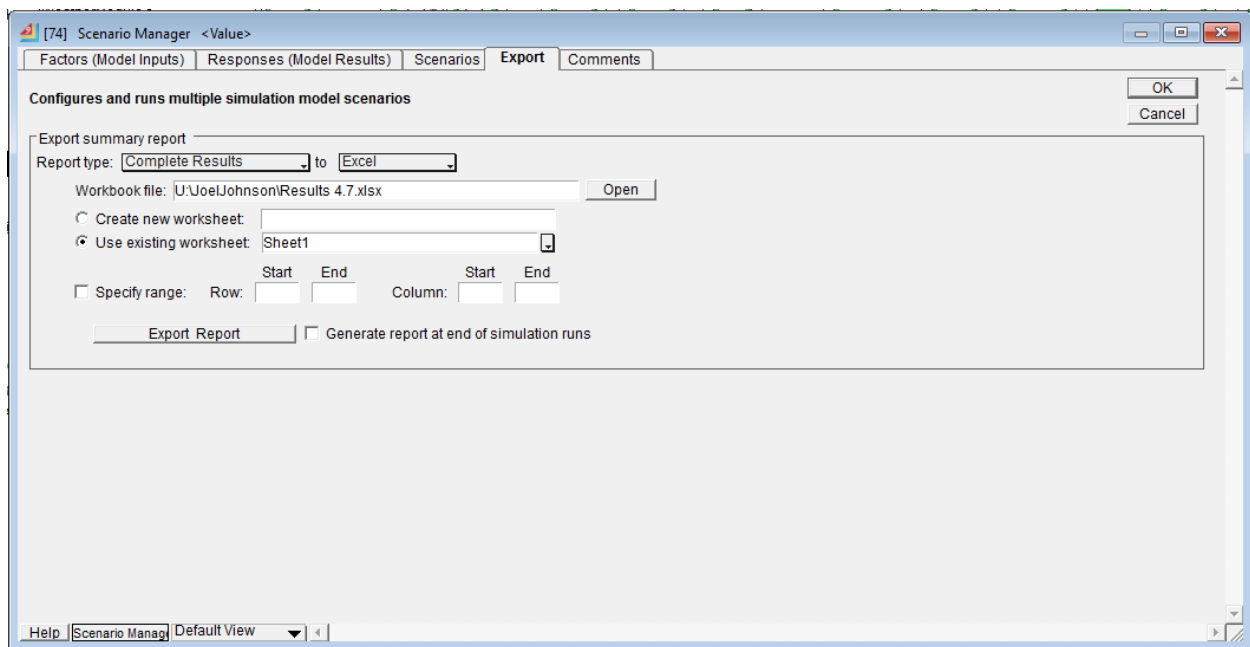 [74] Scenario Manager <Value>
Factors (Model Inputs) Responses (Model Results) Scenarios Export Comments
OK
Configures and runs multiple simulation model scenarios
Cancel
Export summary report
Report type: Complete Results to Excel
Workbook file: U:\JoelJohnson\Results 4.7.xlsx Open
Create new worksheet:
Use existing worksheet: Sheet1
Start End Start End
Specify range: Row: Column:
Export Report Generate report at end of simulation runs
Help Scenario Manag Default View